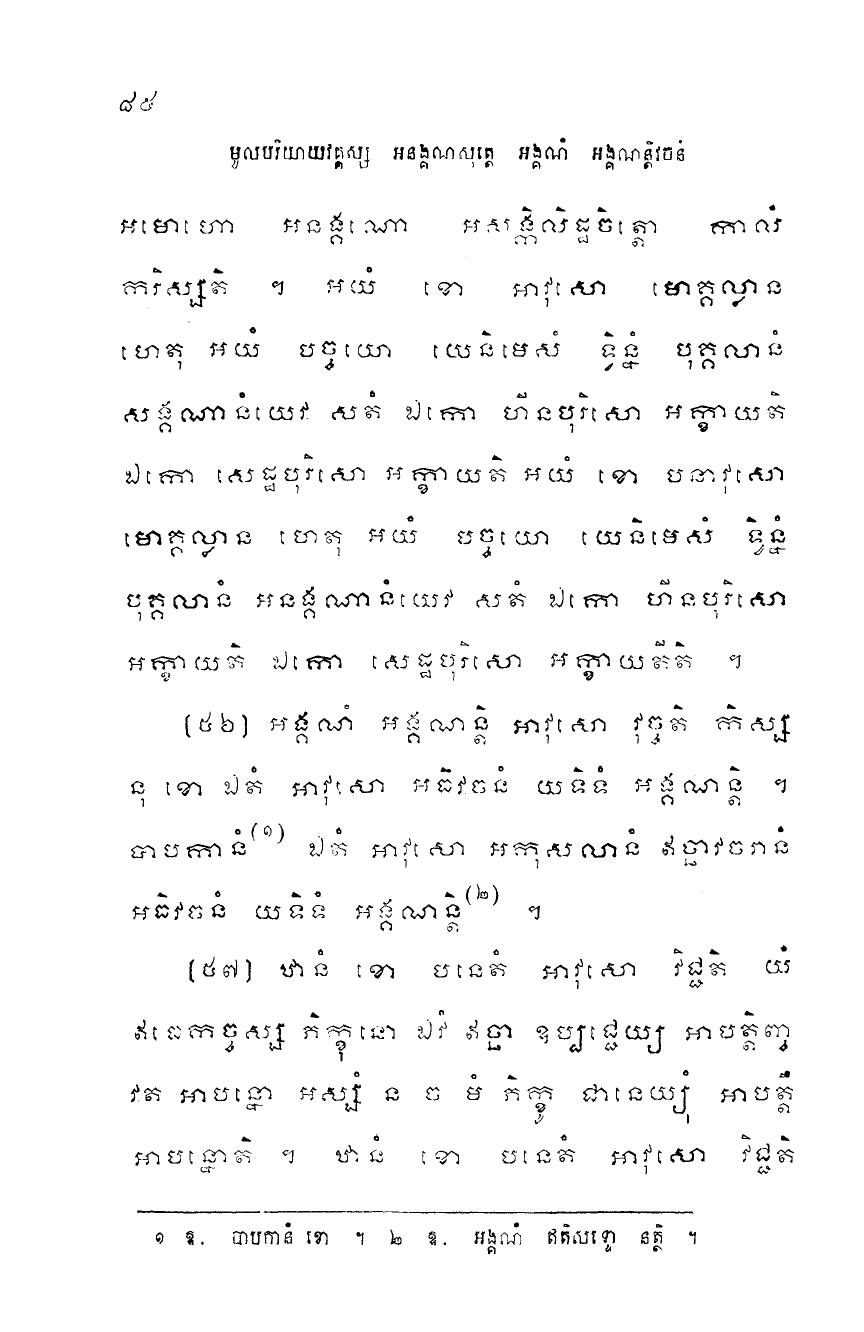 ៨៥
មូលបរិយាយវគ្គស្ស អនង្គណសុត្តេ អង្គណំ អង្គណន្តិវចនំ
អមោហោ អនង្គណោ អសង្កិលិដ្ឋចិត្តោ កាលំ
ករិស្សតិ ។ អយំ ខោ អាវុសោ មោគ្គល្លាន
ហេតុ អយំ បច្ចយោ យេនិមេសំ ទ្វិន្នំ បុគ្គលានំ
សង្គណានំយេវ សតំ ឯកោ ហីនបុរិសោ អក្ខាយតិ
ឯកោ សេដ្ឋបុរិសោ អក្ខាយតិ អយំ ខោ បនាវុសោ
មោគ្គល្លាន ហេតុ អយំ បច្ចយោ យេនិមេសំ ទ្វិន្នំ
បុគ្គលានំ អនង្គណានំយេវ សតំ ឯកោ ហីនបុរិសោ
អក្ខាយតិ ឯកោ សេដ្ឋបុរិសោ អក្ខាយតីតិ ។
(៥៦) អង្គណំ អង្គណន្តិ អាវុសោ វុច្ចតិ កិស្ស
នុ ខោ ឯតំ អាវុសោ អធិវចនំ យទិទំ អង្គណន្តិ ។
បាបកានំ(១) ឯតំ អាវុសោ អកុសលានំ ឥច្ឆាវចរានំ
អធិវចនំ យទិទំ អង្គណន្តិ(២) ។
(៥៧) ឋានំ ខោ បនេតំ អាវុសោ វិជ្ជតិ យំ
ឥធេកច្ចស្ស ភិក្ខុនោ ឯវំ ឥច្ឆា ឧប្បជ្ជេយ្យ អាបត្តិញ្ច
វត អាបន្នោ អស្សំ ន ច មំ ភិក្ខូ ជានេយ្យុំ អាបត្តឹ
អាបន្នោតិ ។ ឋានំ ខោ បនេតំ អាវុសោ វិជ្ជតិ
១ ឱ. បាបកានំ ខោ ។ ២ ឱ. អង្គណំ ឥតិសទ្ទោ នត្ថិ ។